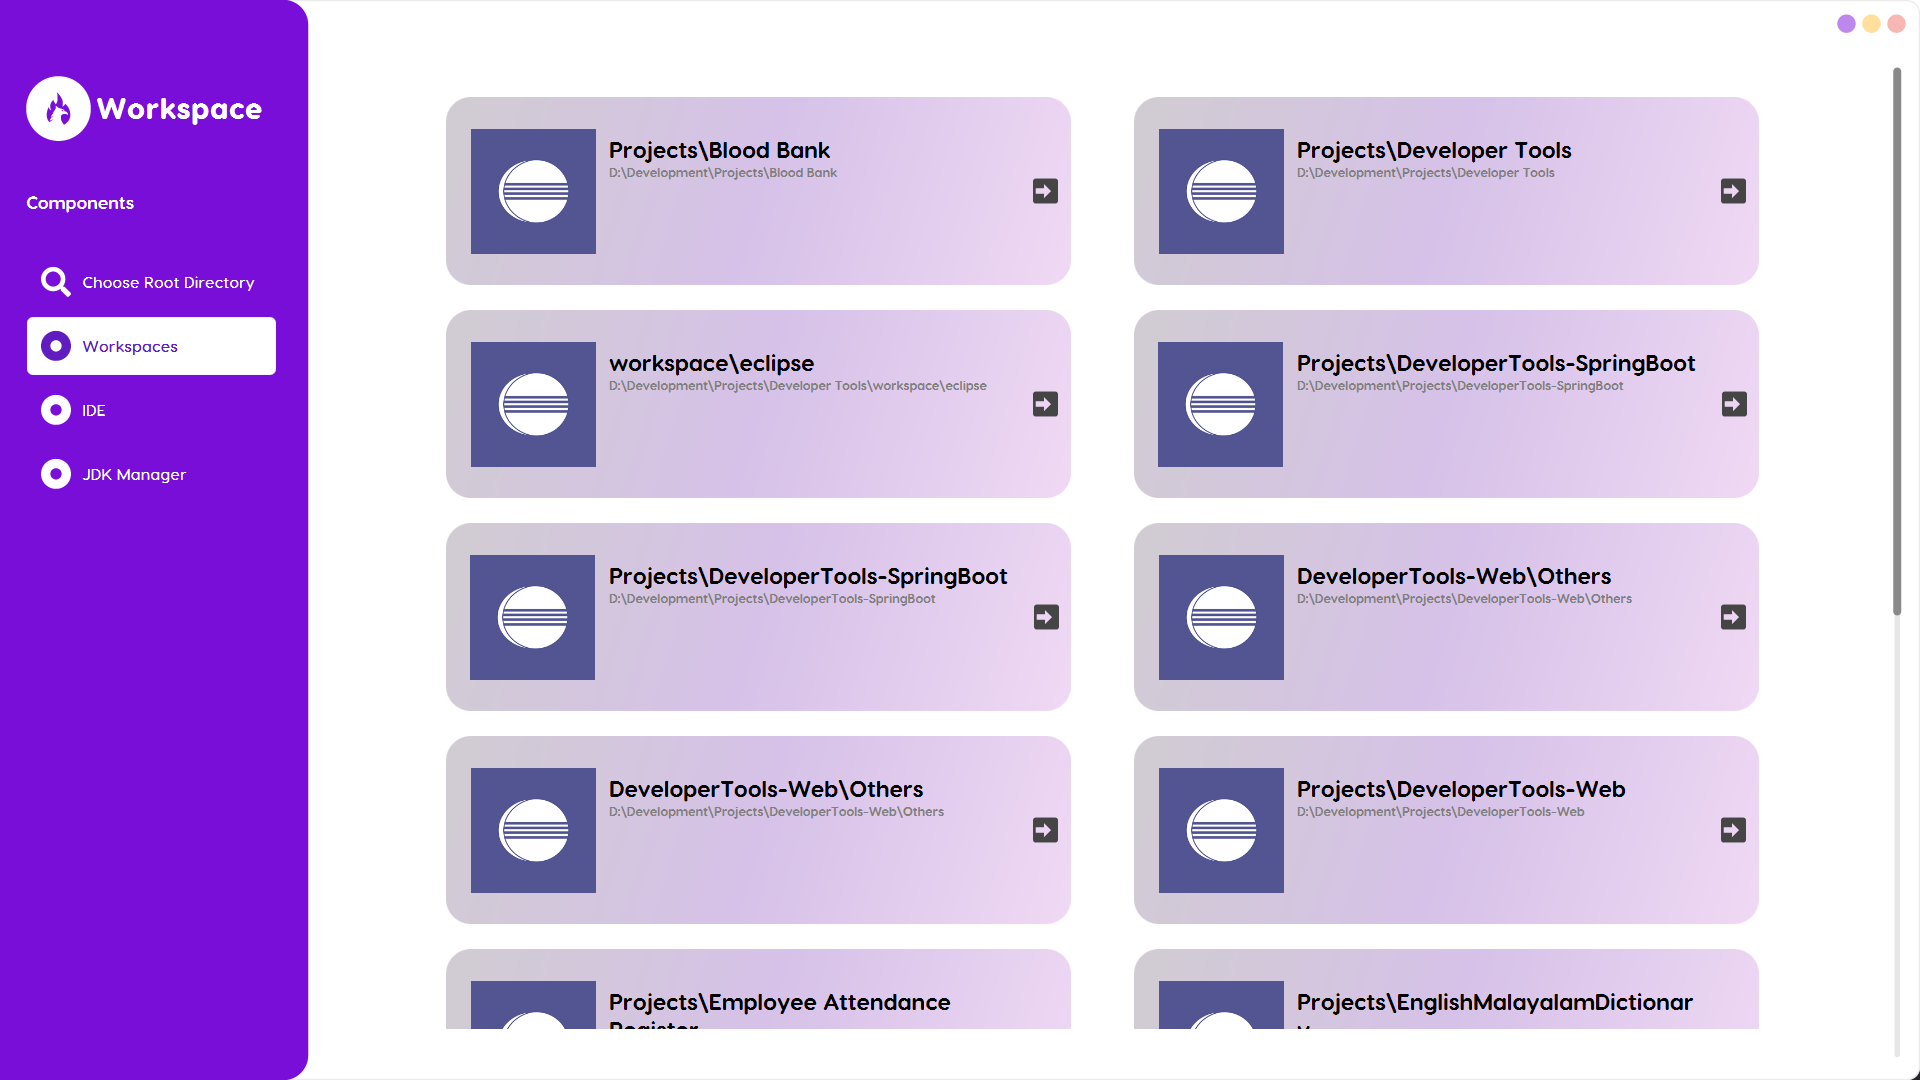 Workspace
Components
Choose Root Directory
Workspaces
IDE
JDK Manager
Projects\Blood Bank
D:\Development\Projects\Blood Bank
Projects\Developer Tools
D:\Development\Projects\Developer Tools
workspace\eclipse
D:\Development\Projects\Developer Tools\workspace\eclipse
Projects\DeveloperTools-SpringBoot
D:\Development\Projects\DeveloperTools-SpringBoot
Projects\DeveloperTools-SpringBoot
D:\Development\Projects\DeveloperTools-SpringBoot
DeveloperTools-Web\Others
D:\Development\Projects\DeveloperTools-Web\Others
DeveloperTools-Web\Others
D:\Development\Projects\DeveloperTools-Web\Others
Projects\DeveloperTools-Web
D:\Development\Projects\DeveloperTools-Web
Projects\Employee Attendance
Register
Projects\EnglishMalayalamDictionar
y